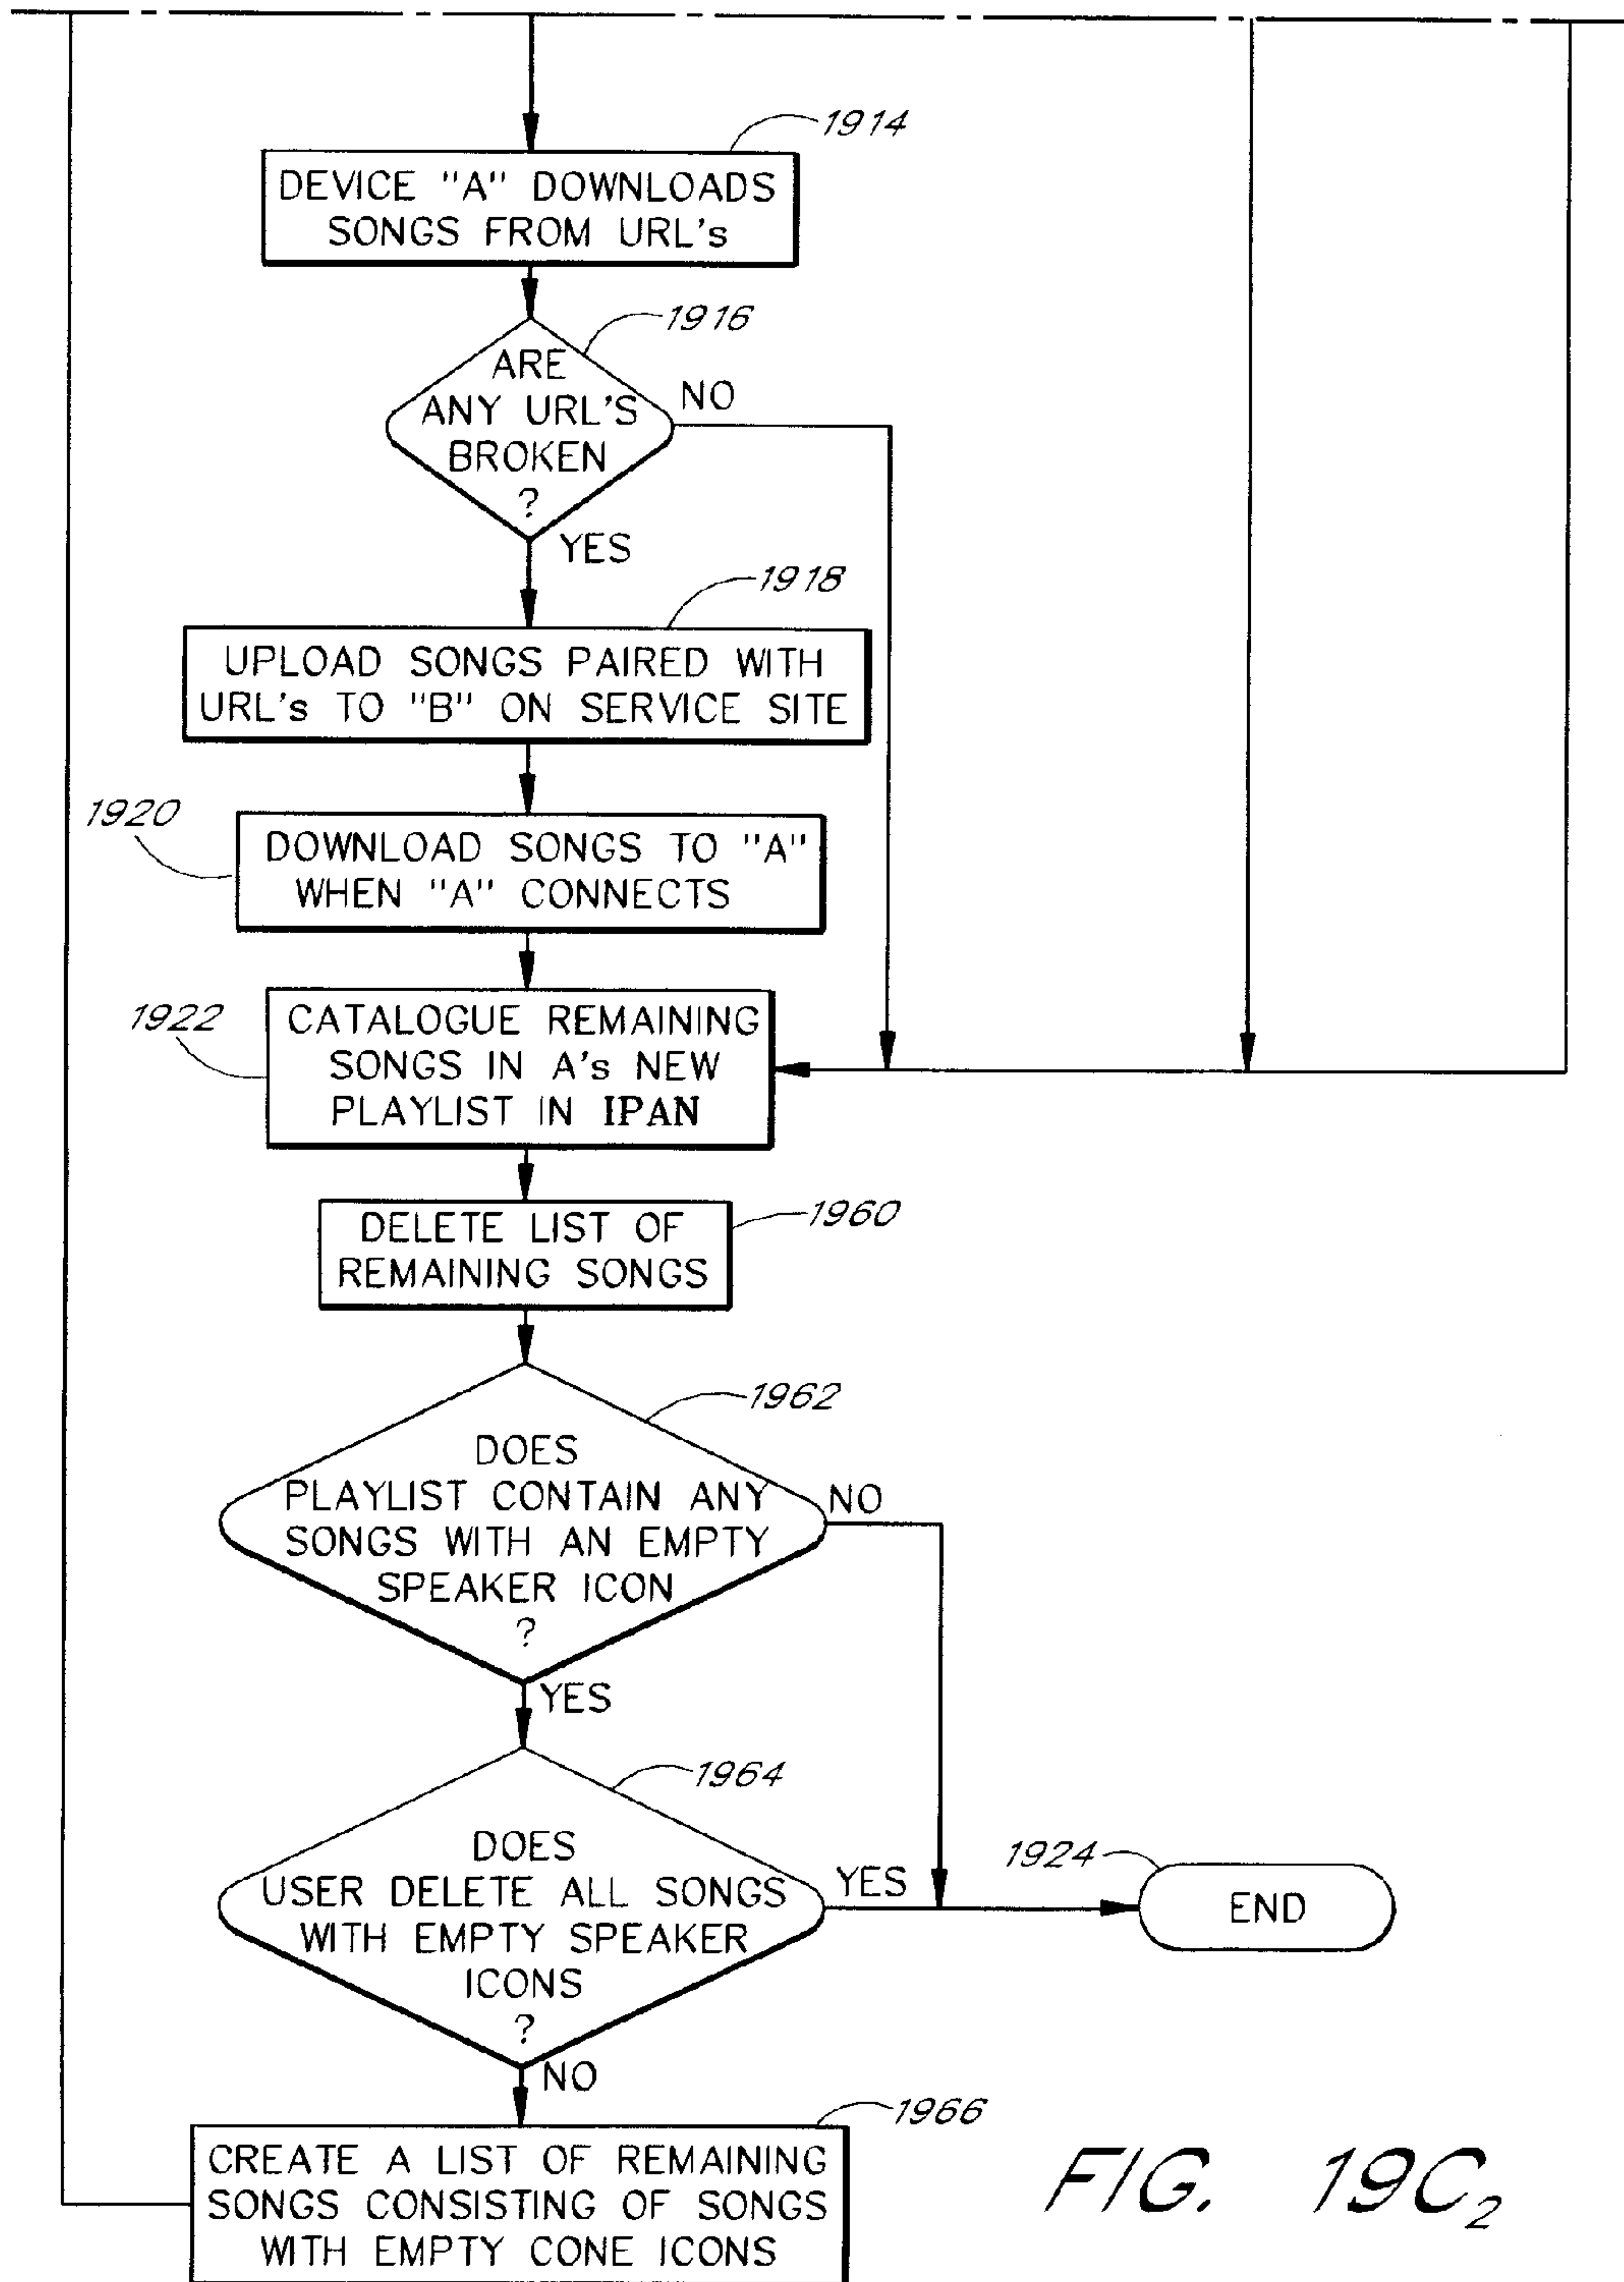 1914
DEVICE "A" DOWNLOADS
SONGS FROM URL's
1916
ARE
ANY URL'S
BROKEN
?
NO
YES
1918
UPLOAD SONGS PAIRED WITH
URL's TO "B" ON SERVICE SITE
1920
DOWNLOAD SONGS TO "A"
WHEN "A" CONNECTS
1922
CATALOGUE REMAINING
SONGS IN A's NEW
PLAYLIST IN IPAN
1960
DELETE LIST OF
REMAINING SONGS
1962
DOES
PLAYLIST CONTAIN ANY
SONGS WITH AN EMPTY
SPEAKER ICON
?
NO
YES
1964
DOES
USER DELETE ALL SONGS
WITH EMPTY SPEAKER
ICONS
?
YES
1924
END
NO
1966
CREATE A LIST OF REMAINING
SONGS CONSISTING OF SONGS
WITH EMPTY CONE ICONS
FIG. 19C2